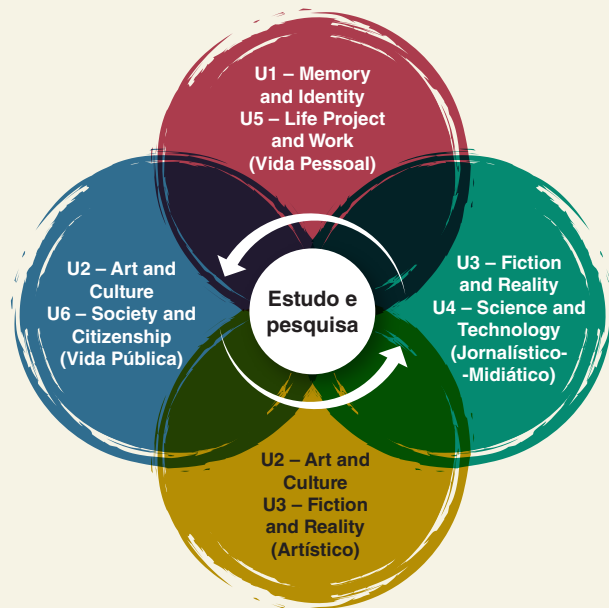 U1 – Memory
and Identity
U5 – Life Project
and Work
(Vida Pessoal)
U2 – Art and
Culture
U6 – Society and
Citizenship
(Vida Pública)
Estudo e
pesquisa
U3 – Fiction
and Reality
U4 – Science and
Technology
(Jornalístico-
-Midiático)
U2 – Art and
Culture
U3 – Fiction
and Reality
(Artístico)